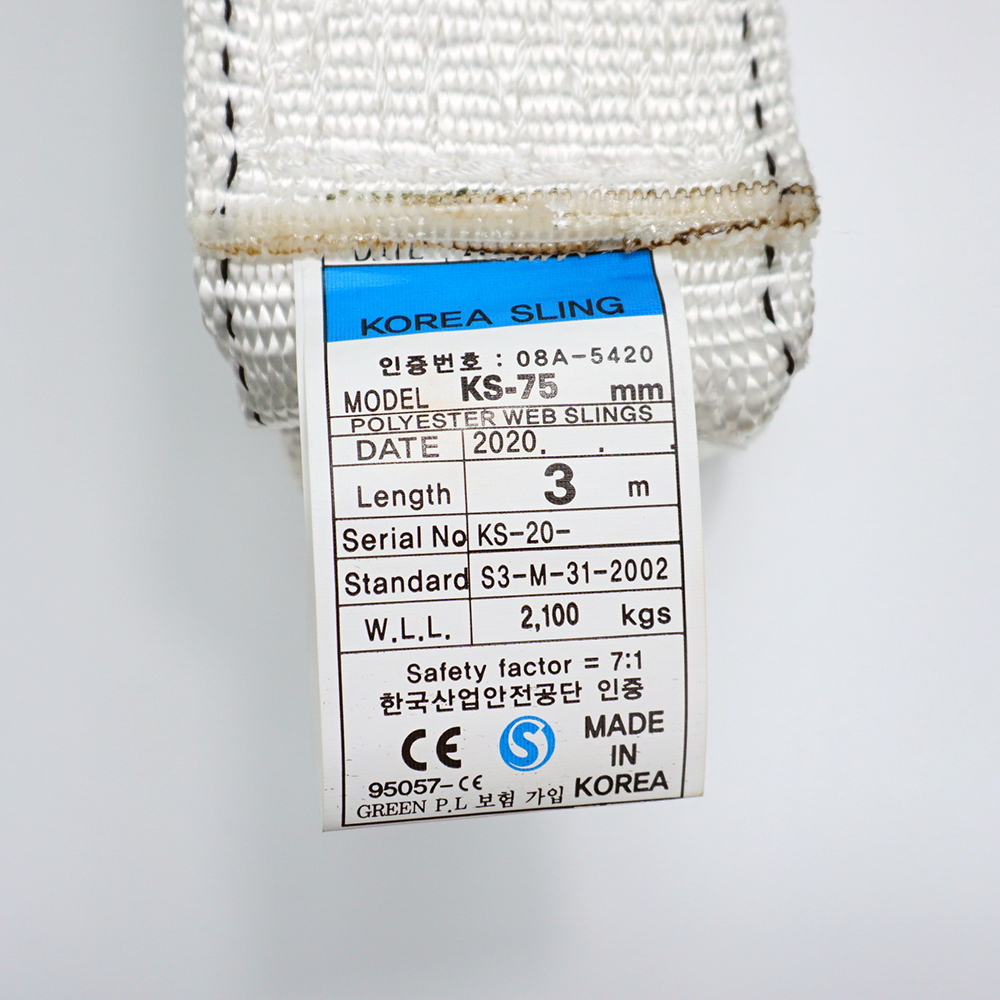 DATE
KOREA SLING
인증번호 : 08A-5420
MODEL KS-75 mm
POLYESTER WEB SLINGS
DATE 2020. . .
Length 3 m
Serial No KS-20-
Standard S3-M-31-2002
W.L.L. 2,100 kgs
Safety factor = 7:1
한국산업안전공단 인증
CE S MADE IN KOREA
95057-CE
GREEN P.L 보험 가입